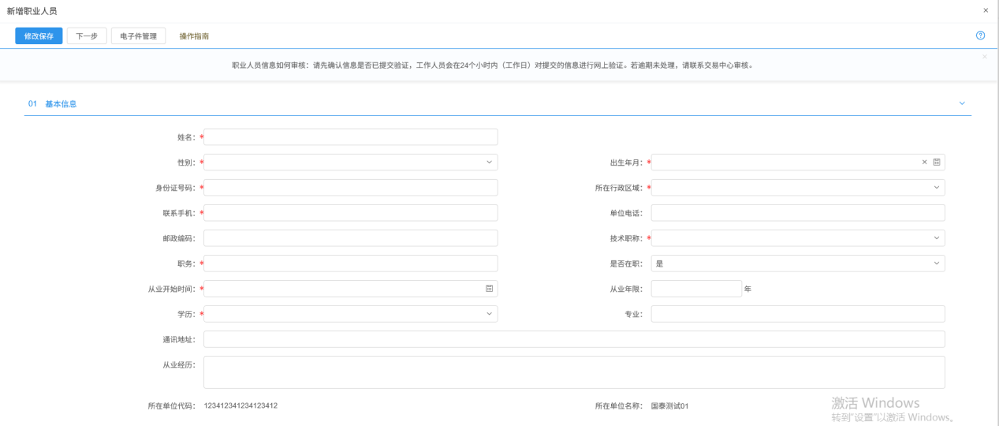 新增职业人员
修改保存 下一步 电子件管理 操作指南
职业人员信息如何审核：请先确认信息是否已提交验证，工作人员会在24个小时内（工作日）对提交的信息进行网上验证。若逾期未处理，请联系交易中心审核。
01 基本信息
姓名：*
性别：* 出生年月：*
身份证号码：* 所在行政区域：*
联系手机：* 单位电话：
邮政编码： 技术职称：*
职务：* 是否在职： 是
从业开始时间：* 从业年限： 年
学历：* 专业：
通讯地址：
从业经历：
所在单位代码： 123412341234123412 所在单位名称： 国泰测试01
激活 Windows
转到"设置"以激活 Windows。